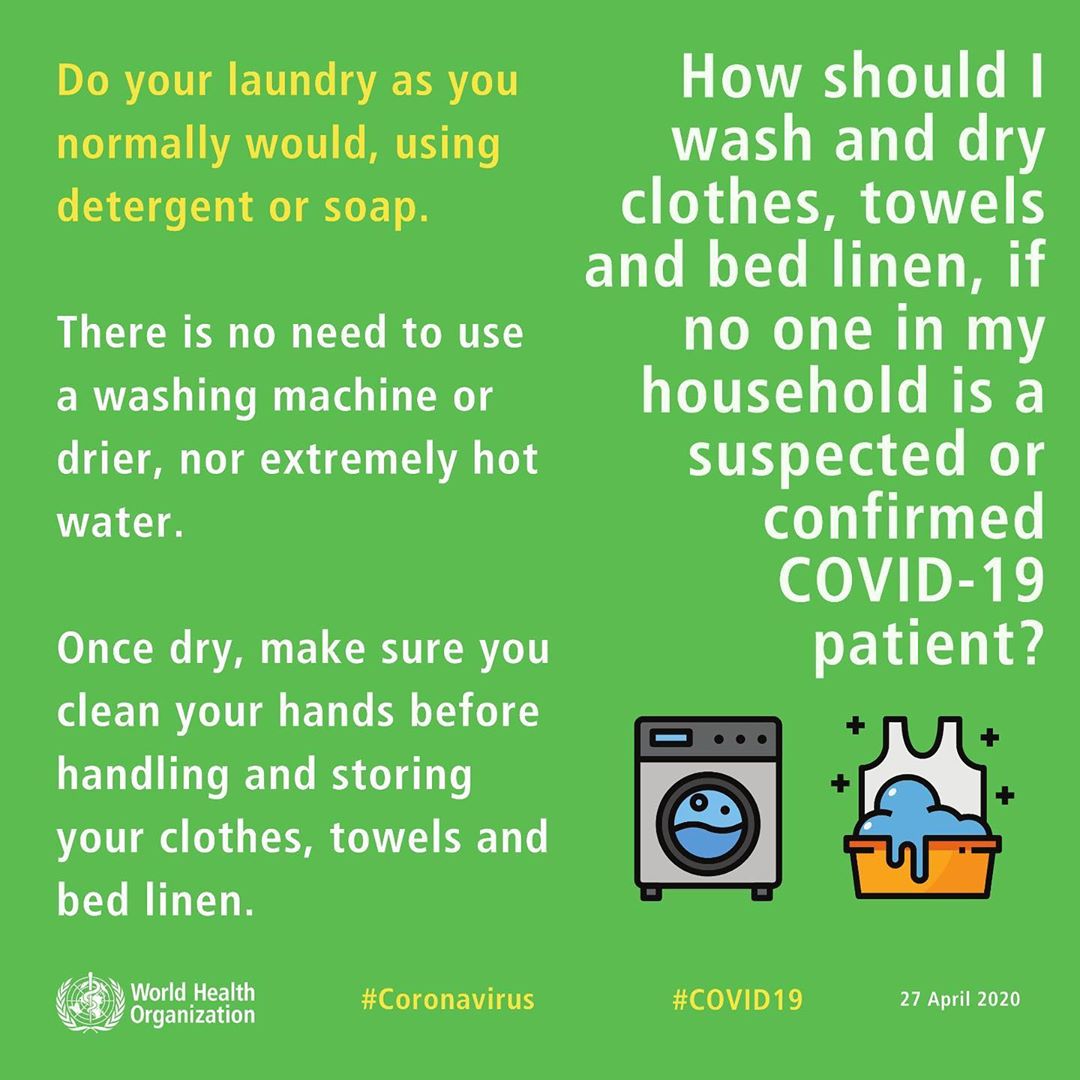 Do your laundry as you
normally would, using
detergent or soap.
There is no need to use
a washing machine or
drier, nor extremely hot
water.
Once dry, make sure you
clean your hands before
handling and storing
your clothes, towels and
bed linen.
How should I
wash and dry
clothes, towels
and bed linen, if
no one in my
household is a
suspected or
confirmed
COVID-19
patient?
World Health
Organization
#Coronavirus
#COVID19
27 April 2020